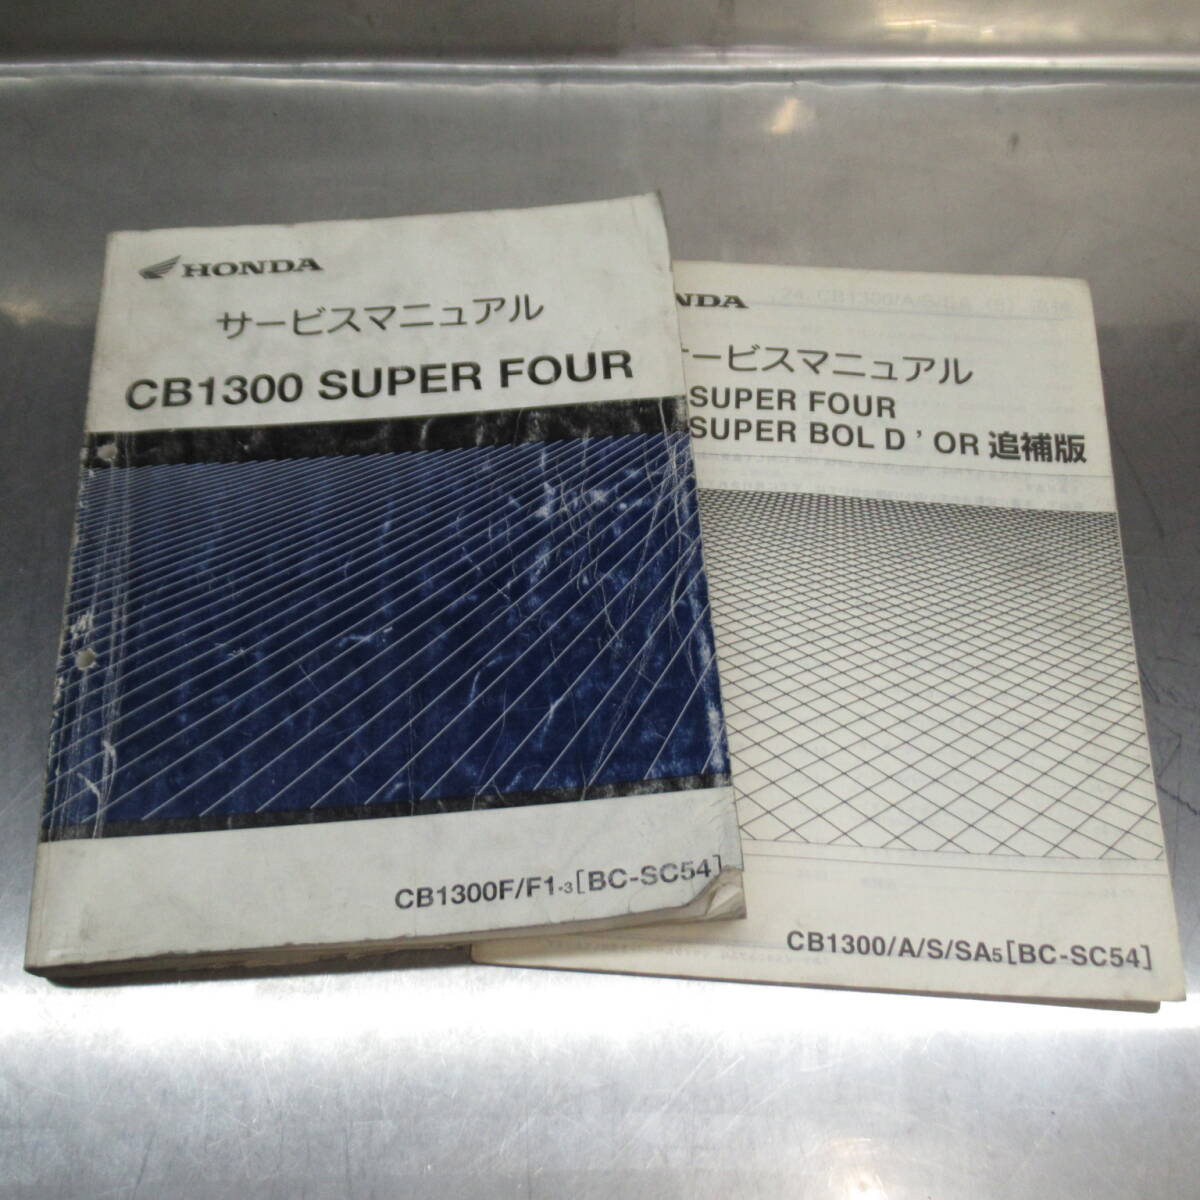 HONDA
サービスマニュアル
CB1300 SUPER FOUR
CB1300F/F1-3[BC-SC54]
NDA
ービスマニュアル
SUPER FOUR
SUPER BOL D ' OR 追補版
CB1300/A/S/SA5[BC-SC54]